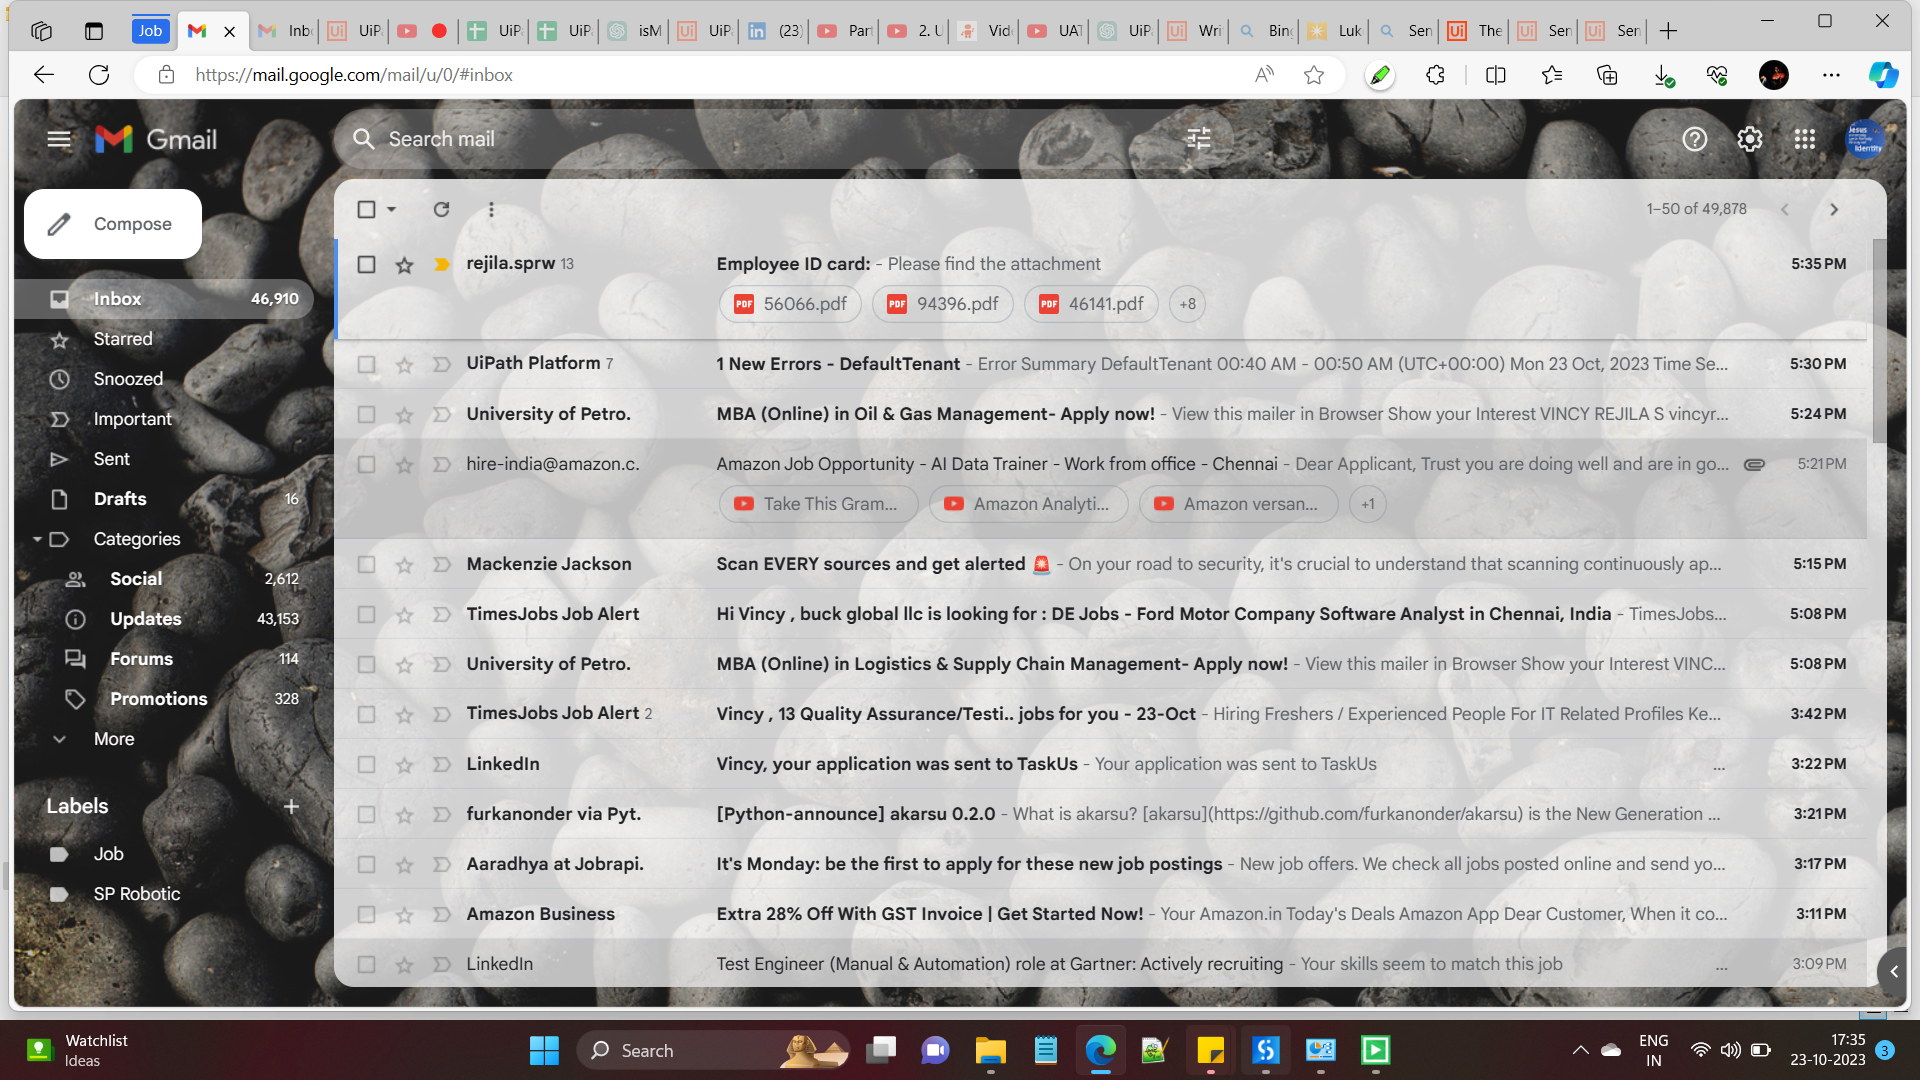 Job
Inb
UiP
UiP
UiP
isM
UiP
(23)
Part
2. U
Vid
UAT
UiP
Wri
Bing
Luk
Sen
The
Sen
Sen
https://mail.google.com/mail/u/0/#inbox
Gmail
Search mail
Compose
1–50 of 49,878
Inbox 46,910
Starred
Snoozed
Important
Sent
Drafts 16
Categories
Social 2,612
Updates 43,153
Forums 114
Promotions 328
More
Labels
Job
SP Robotic
rejila.sprw 13 Employee ID card: - Please find the attachment 5:35 PM
PDF 56066.pdf PDF 94396.pdf PDF 46141.pdf +8
UiPath Platform 7 1 New Errors - DefaultTenant - Error Summary DefaultTenant 00:40 AM - 00:50 AM (UTC+00:00) Mon 23 Oct, 2023 Time Se... 5:30 PM
University of Petro. MBA (Online) in Oil & Gas Management- Apply now! - View this mailer in Browser Show your Interest VINCY REJILA S vincyr... 5:24 PM
hire-india@amazon.c. Amazon Job Opportunity - AI Data Trainer - Work from office - Chennai - Dear Applicant, Trust you are doing well and are in go... 5:21 PM
Take This Gram... Amazon Analyti... Amazon versan... +1
Mackenzie Jackson Scan EVERY sources and get alerted 🚨 - On your road to security, it's crucial to understand that scanning continuously ap... 5:15 PM
TimesJobs Job Alert Hi Vincy , buck global llc is looking for : DE Jobs - Ford Motor Company Software Analyst in Chennai, India - TimesJobs... 5:08 PM
University of Petro. MBA (Online) in Logistics & Supply Chain Management- Apply now! - View this mailer in Browser Show your Interest VINC... 5:08 PM
TimesJobs Job Alert 2 Vincy , 13 Quality Assurance/Testi.. jobs for you - 23-Oct - Hiring Freshers / Experienced People For IT Related Profiles Ke... 3:42 PM
LinkedIn Vincy, your application was sent to TaskUs - Your application was sent to TaskUs ... 3:22 PM
furkanonder via Pyt. [Python-announce] akarsu 0.2.0 - What is akarsu? [akarsu](https://github.com/furkanonder/akarsu) is the New Generation ... 3:21 PM
Aaradhya at Jobrapi. It's Monday: be the first to apply for these new job postings - New job offers. We check all jobs posted online and send yo... 3:17 PM
Amazon Business Extra 28% Off With GST Invoice | Get Started Now! - Your Amazon.in Today's Deals Amazon App Dear Customer, When it co... 3:11 PM
LinkedIn Test Engineer (Manual & Automation) role at Gartner: Actively recruiting - Your skills seem to match this job ... 3:09 PM
Watchlist
Ideas
Search
ENG
IN
17:35
23-10-2023
3